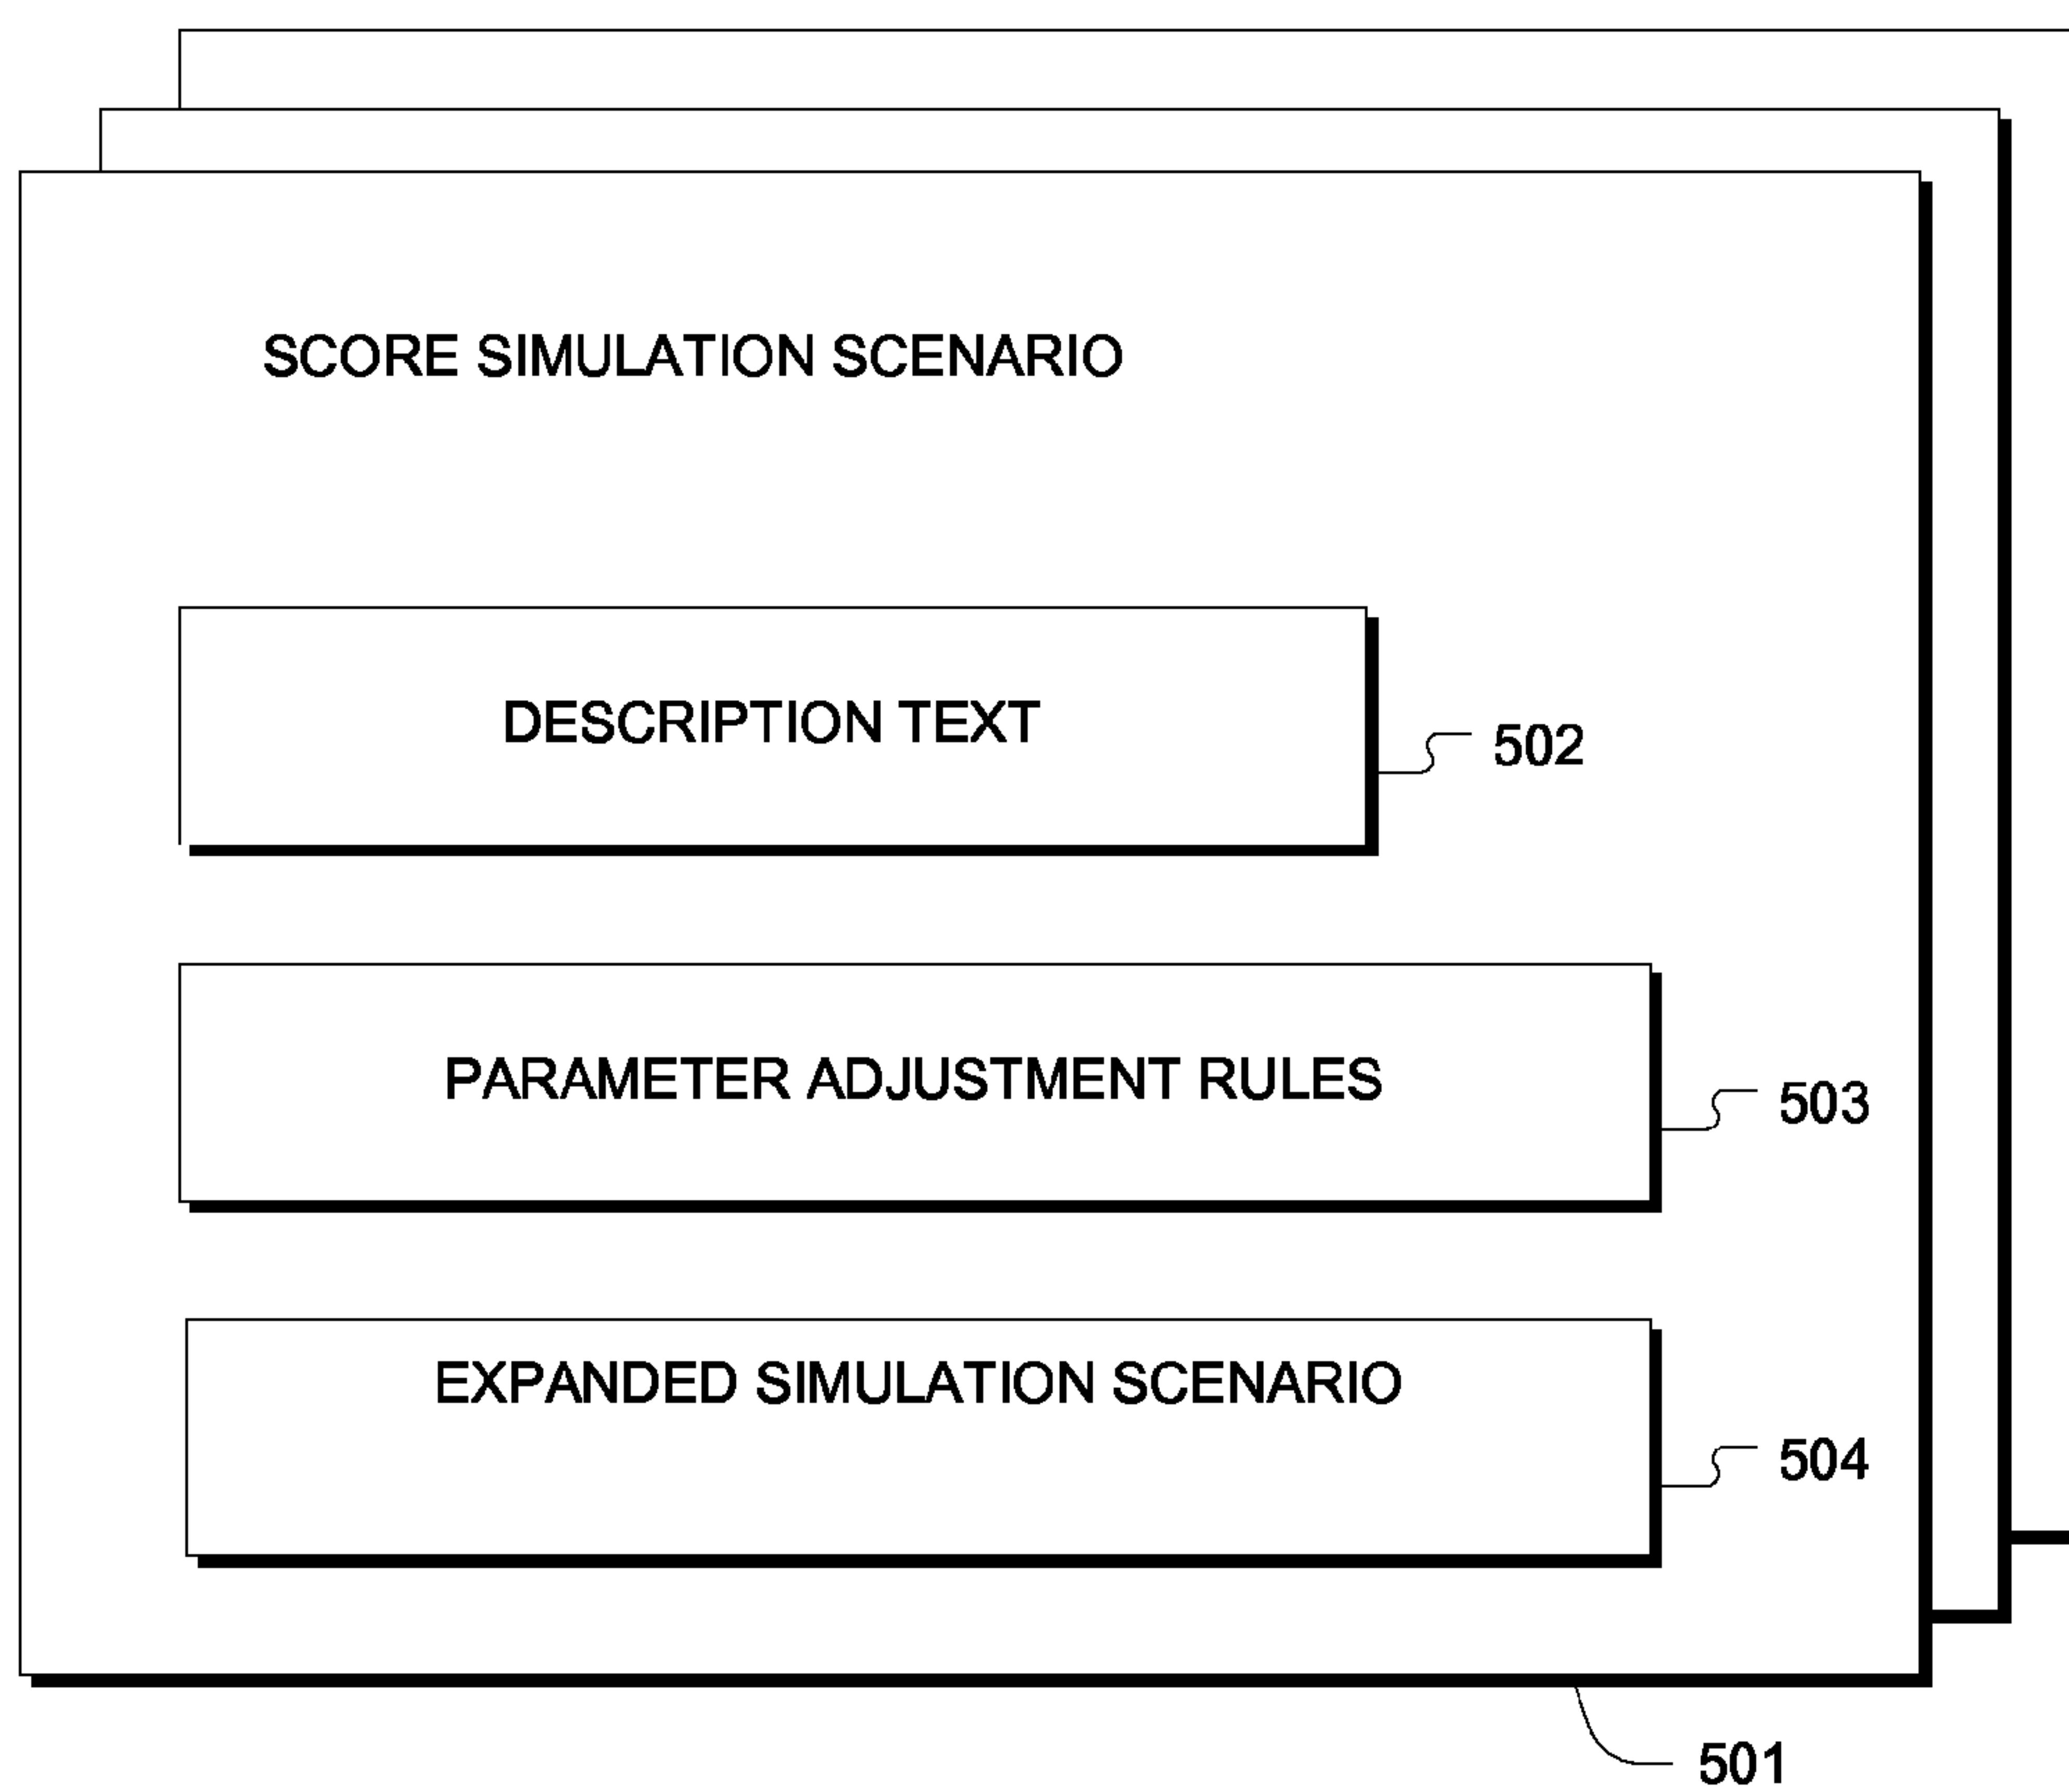 SCORE SIMULATION SCENARIO
DESCRIPTION TEXT
502
PARAMETER ADJUSTMENT RULES
503
EXPANDED SIMULATION SCENARIO
504
501